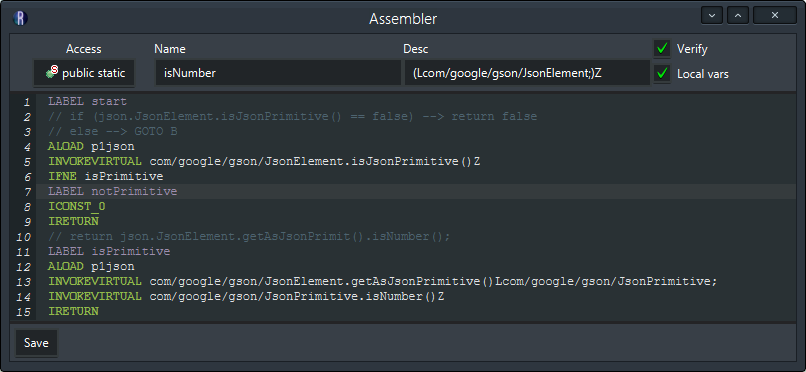 R
Assembler
Access
Name
Desc
Verify
S public static
isNumber
(Lcom/google/gson/JsonElement;)Z
Local vars
1 LABEL start
2 // if (json.JsonElement.isJsonPrimitive() == false) --> return false
3 // else --> GOTO B
4 ALOAD p1json
5 INVOKEVIRTUAL com/google/gson/JsonElement.isJsonPrimitive()Z
6 IFNE isPrimitive
7 LABEL notPrimitive
8 ICONST_0
9 IRETURN
10 // return json.JsonElement.getAsJsonPrimit().isNumber();
11 LABEL isPrimitive
12 ALOAD p1json
13 INVOKEVIRTUAL com/google/gson/JsonElement.getAsJsonPrimitive()Lcom/google/gson/JsonPrimitive;
14 INVOKEVIRTUAL com/google/gson/JsonPrimitive.isNumber()Z
15 IRETURN
Save